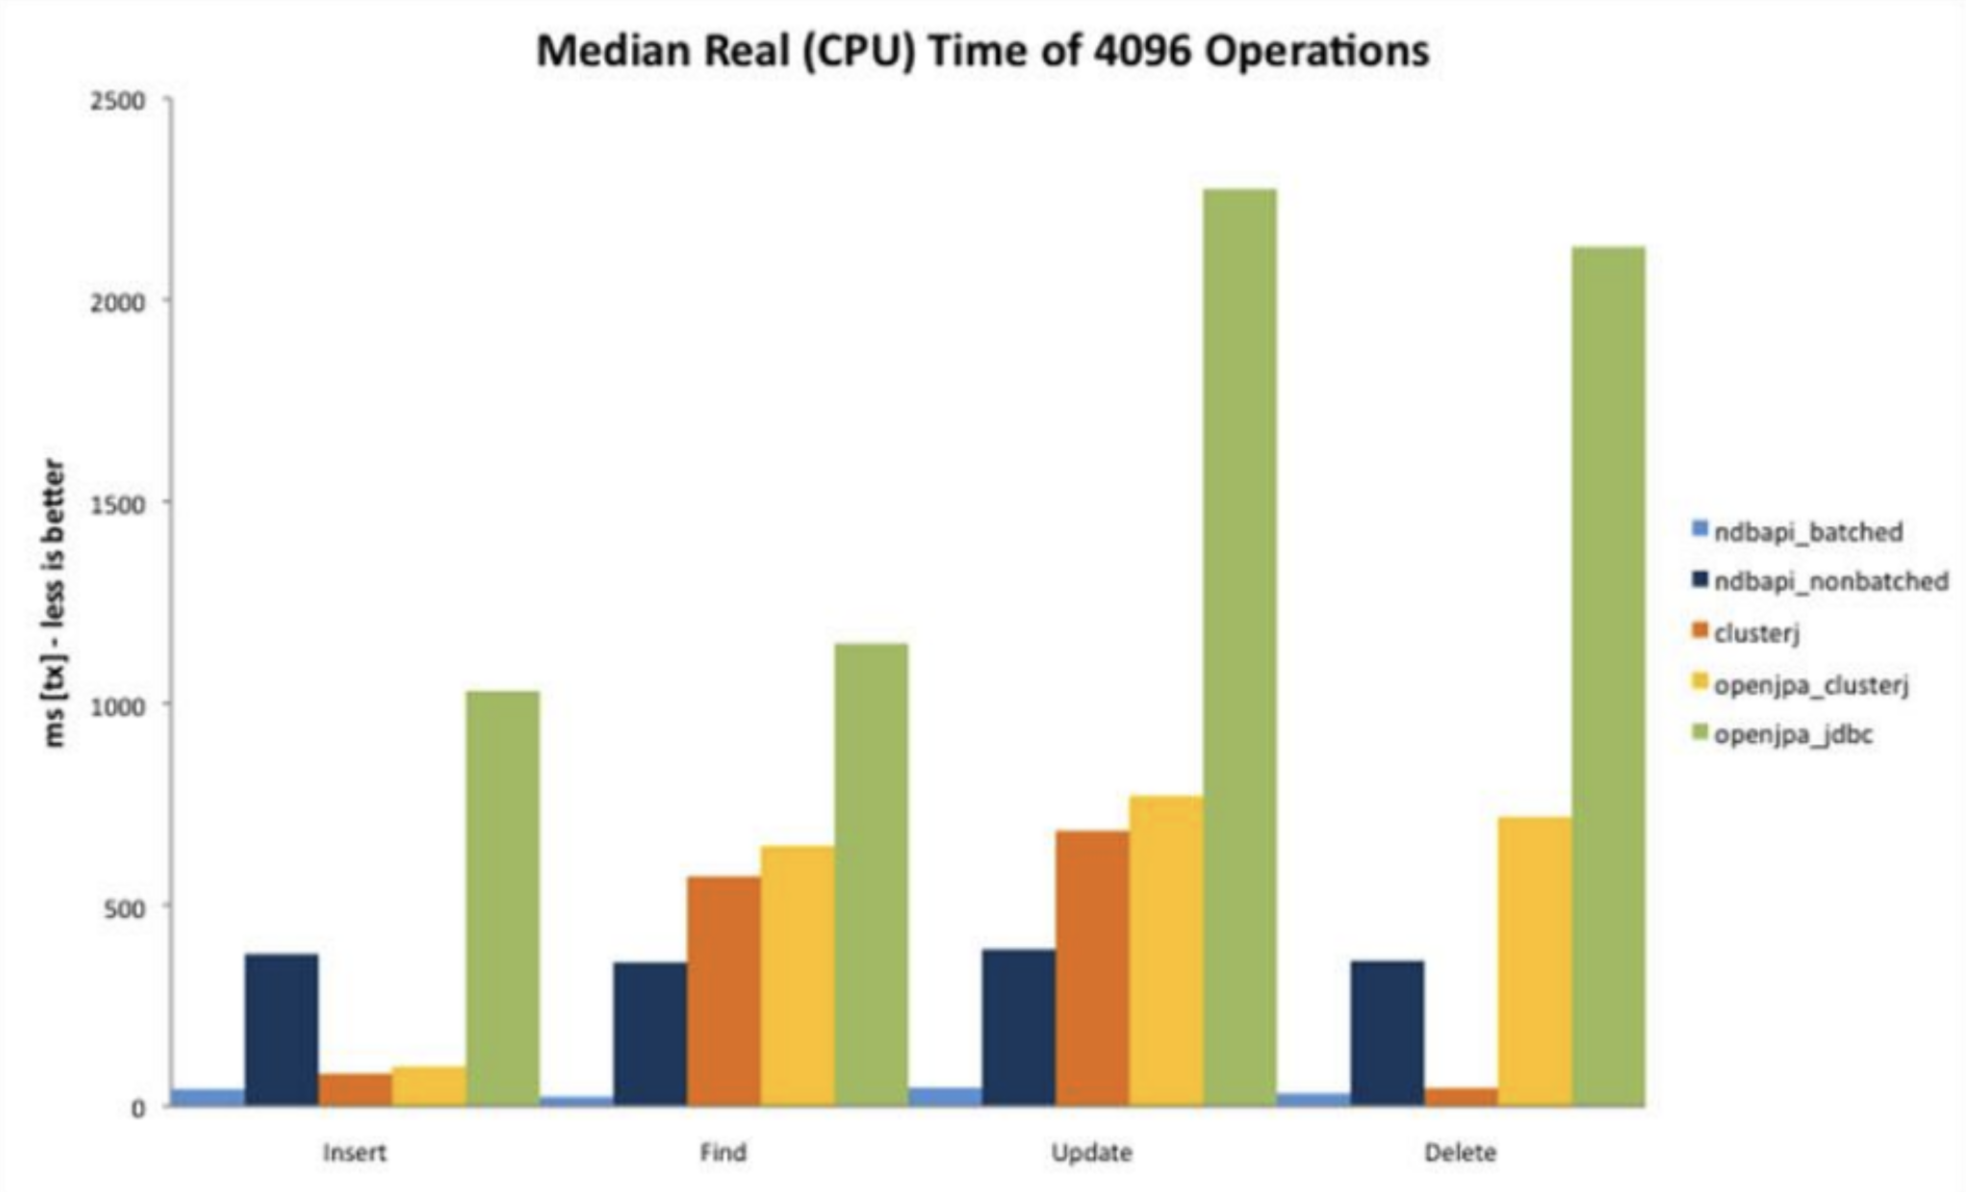 Median Real (CPU) Time of 4096 Operations
ms [tx] - less is better
2500
2000
1500
1000
500
0
Insert
Find
Update
Delete
ndbapi_batched
ndbapi_nonbatched
clusterj
openjpa_clusterj
openjpa_jdbc